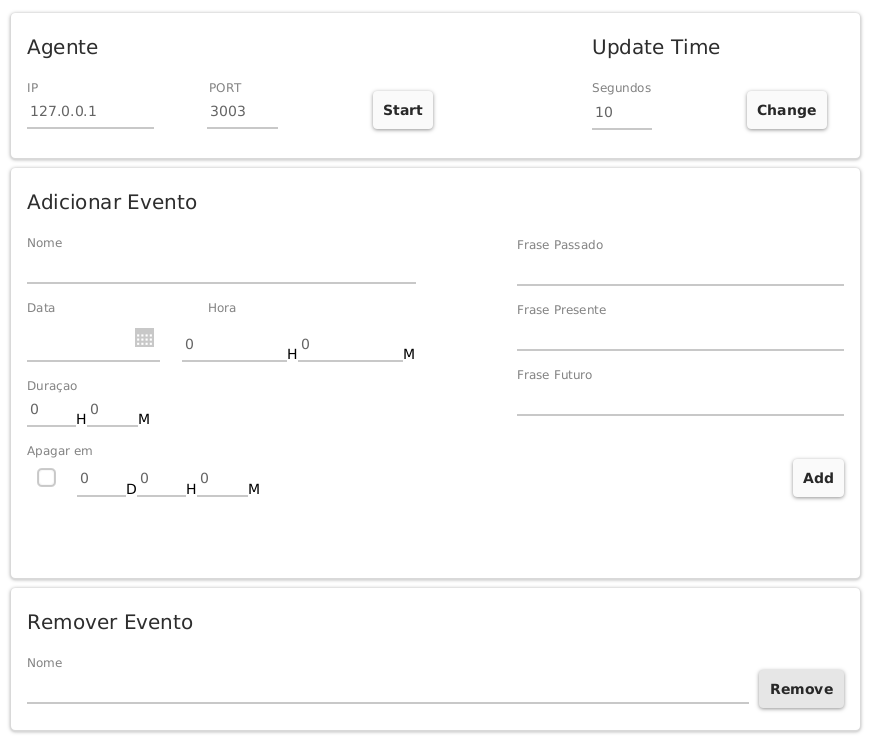 Agente
Update Time
IP
PORT
Segundos
127.0.0.1
3003
Start
10
Change
Adicionar Evento
Nome
Frase Passado
Data
Hora
Frase Presente
0 H 0 M
Duraçao
Frase Futuro
0 H 0 M
Apagar em
0 D 0 H 0 M
Add
Remover Evento
Nome
Remove